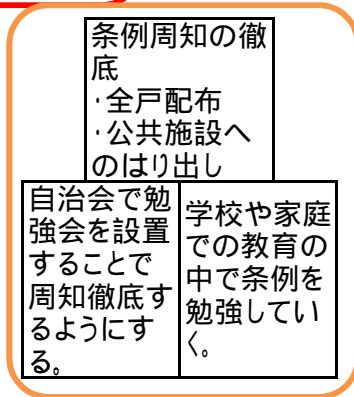 条例周知の徹
底
・全戸配布
・公共施設へ
のはり出し
自治会で勉
強会を設置
することで
周知徹底す
るようにす
る。
学校や家庭
での教育の
中で条例を
勉強してい
く。